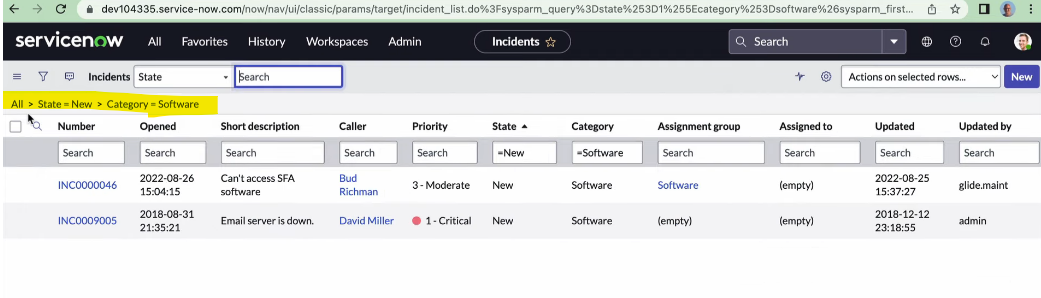 dev104335.service-now.com/now/nav/ui/classic/params/target/incident_list.do%3Fsysparm_query%3Dstate%253D1%255Ecategory%253Dsoftware%26sysparm_first...
servicenow All Favorites History Workspaces Admin Incidents Search
Incidents State Search Actions on selected rows... New
All > State = New > Category = Software
Number Opened Short description Caller Priority State Category Assignment group Assigned to Updated Updated by
Search Search Search Search Search =New =Software Search Search Search Search
INC0000046 2022-08-26 15:04:15 Can't access SFA software Bud Richman 3 - Moderate New Software Software (empty) 2022-08-25 15:37:27 glide.maint
INC0009005 2018-08-31 21:35:21 Email server is down. David Miller 1 - Critical New Software (empty) (empty) 2018-12-12 23:18:55 admin